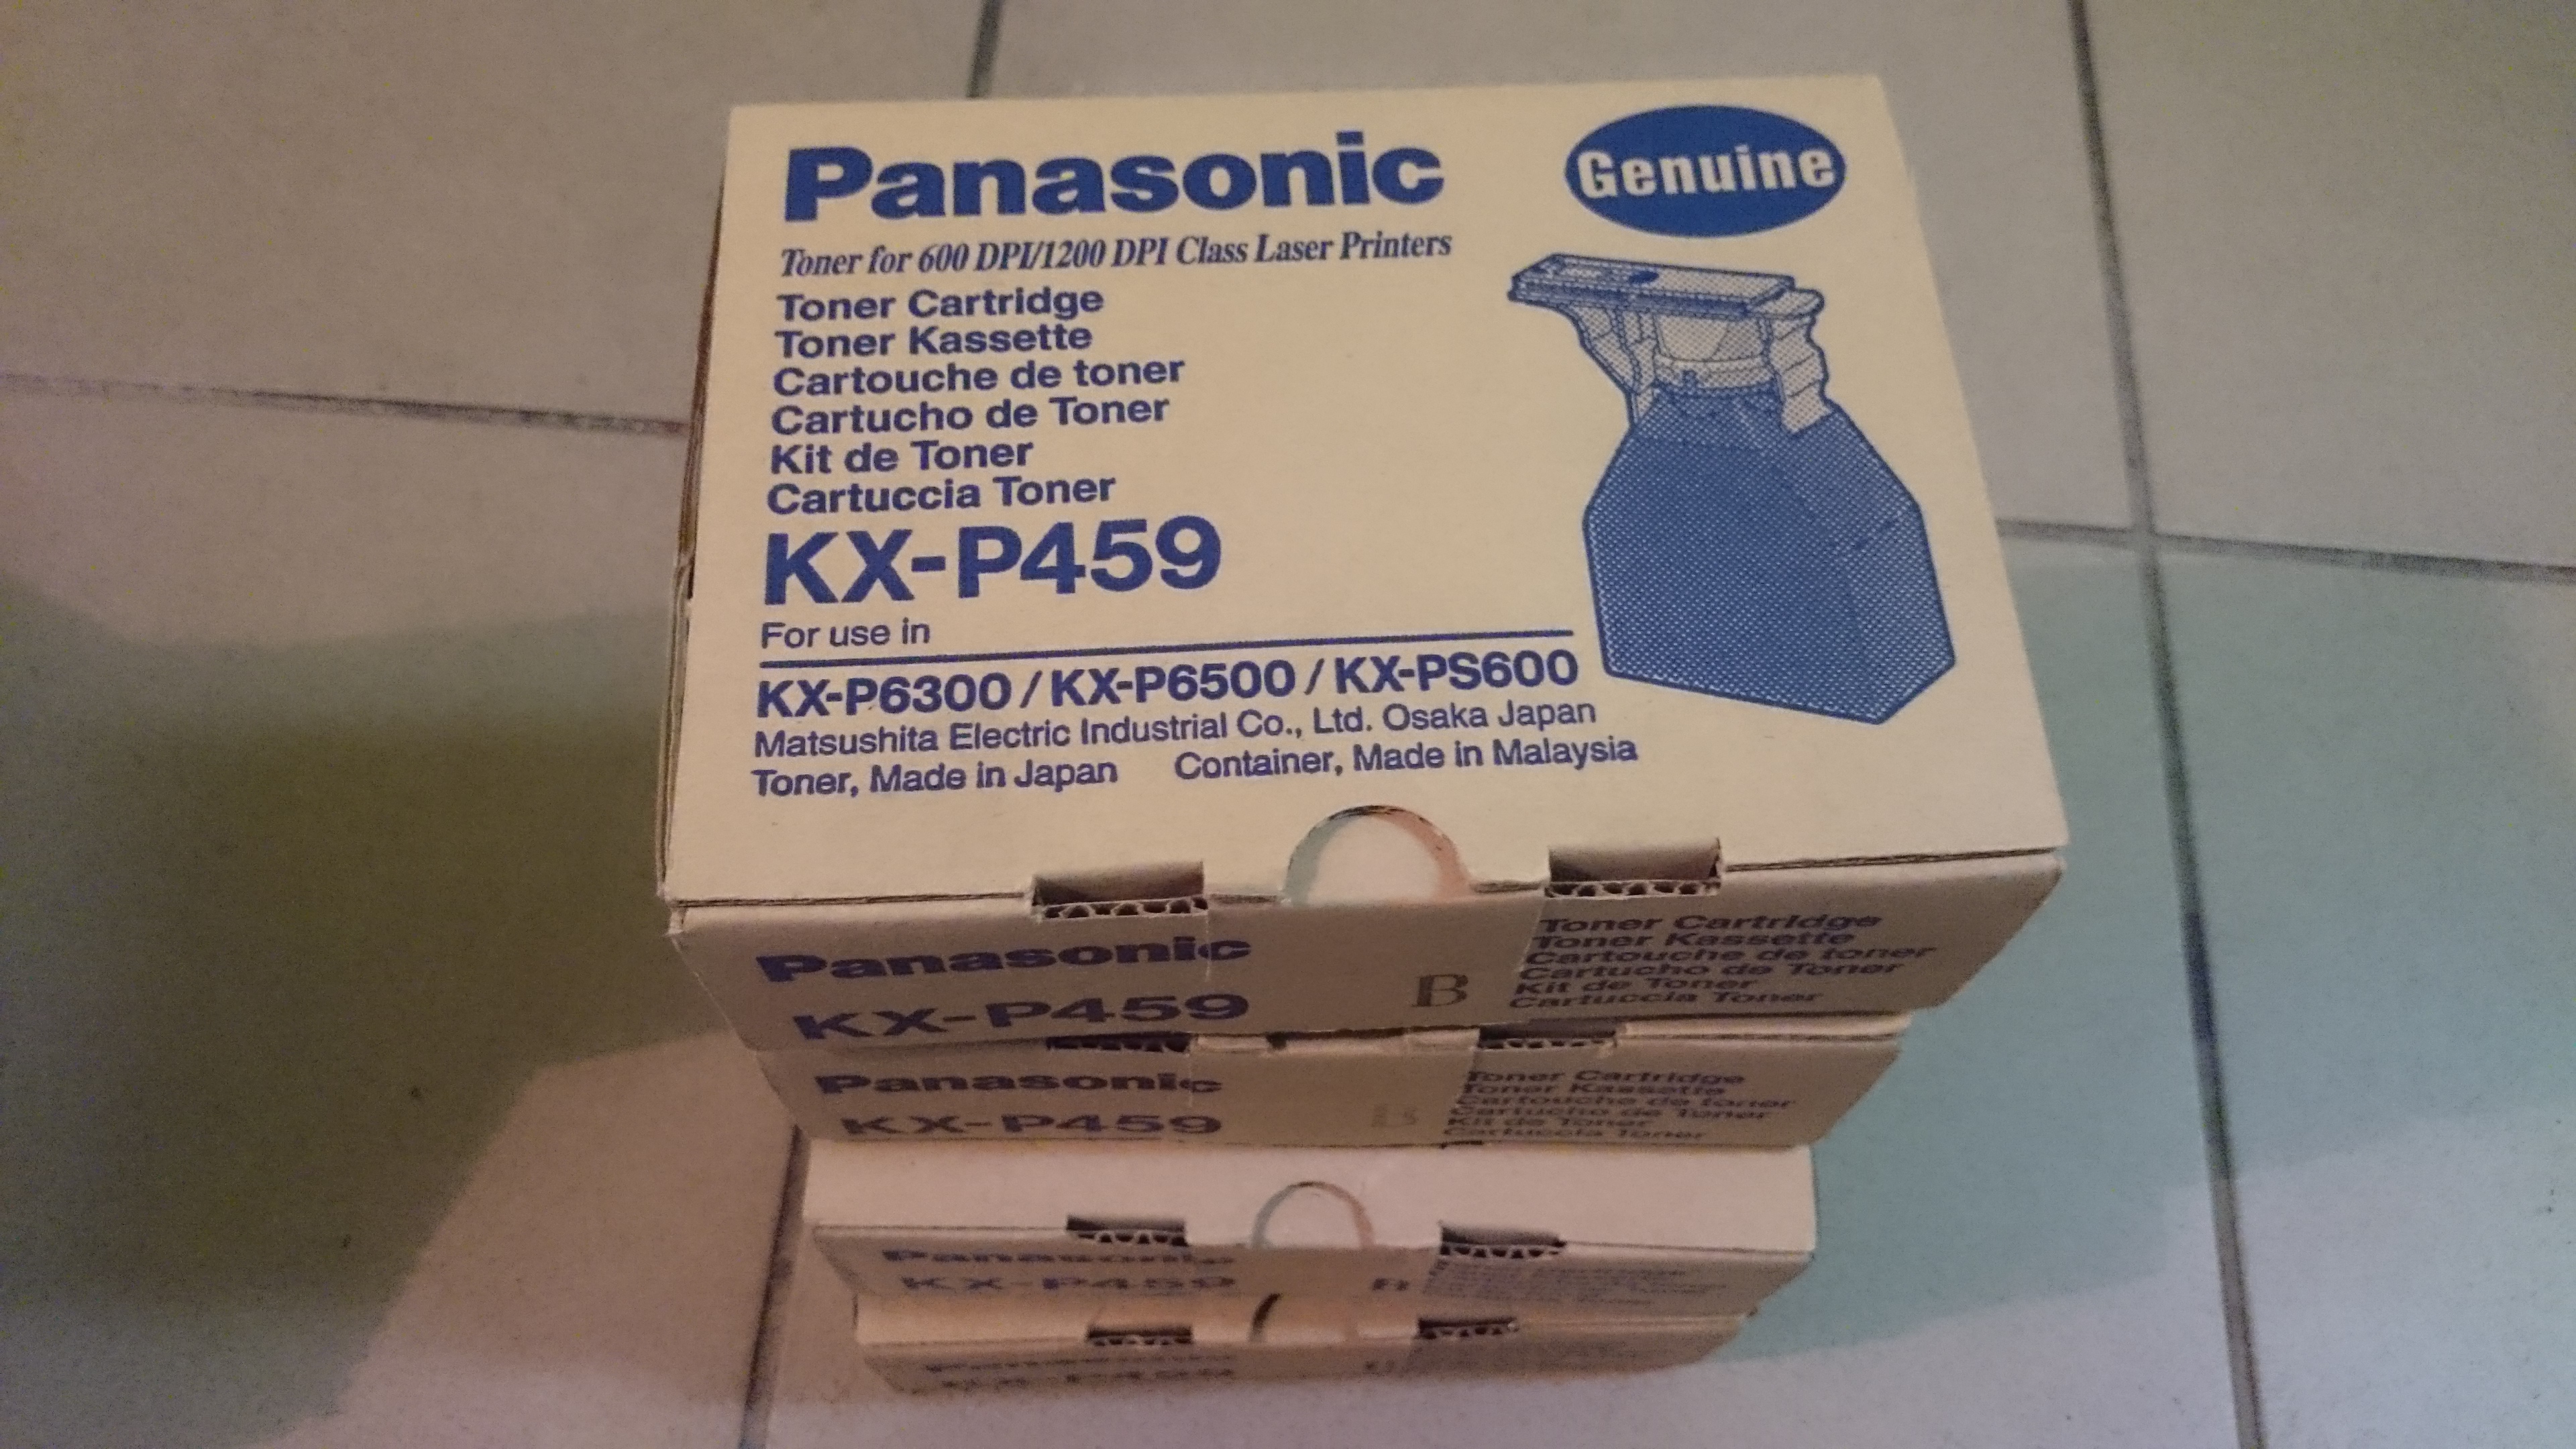 Panasonic
Genuine
Toner for 600 DPI/1200 DPI Class Laser Printers
Toner Cartridge
Toner Kassette
Cartouche de toner
Cartucho de Toner
Kit de Toner
Cartuccia Toner
KX-P459
For use in
KX-P6300 / KX-P6500 / KX-PS600
Matsushita Electric Industrial Co., Ltd. Osaka Japan
Toner, Made in Japan Container, Made in Malaysia
Panasonic
KX-P459
B
Toner Cartridge
Toner Kassette
Cartouche de toner
Cartucho de Toner
Kit de Toner
Cartuccia Toner
Panasonic
KX-P459
B
Toner Cartridge
Toner Kassette
Cartouche de toner
Cartucho de Toner
Kit de Toner
Cartuccia Toner
Panasonic
KX-P459
Panasonic
KX-P459